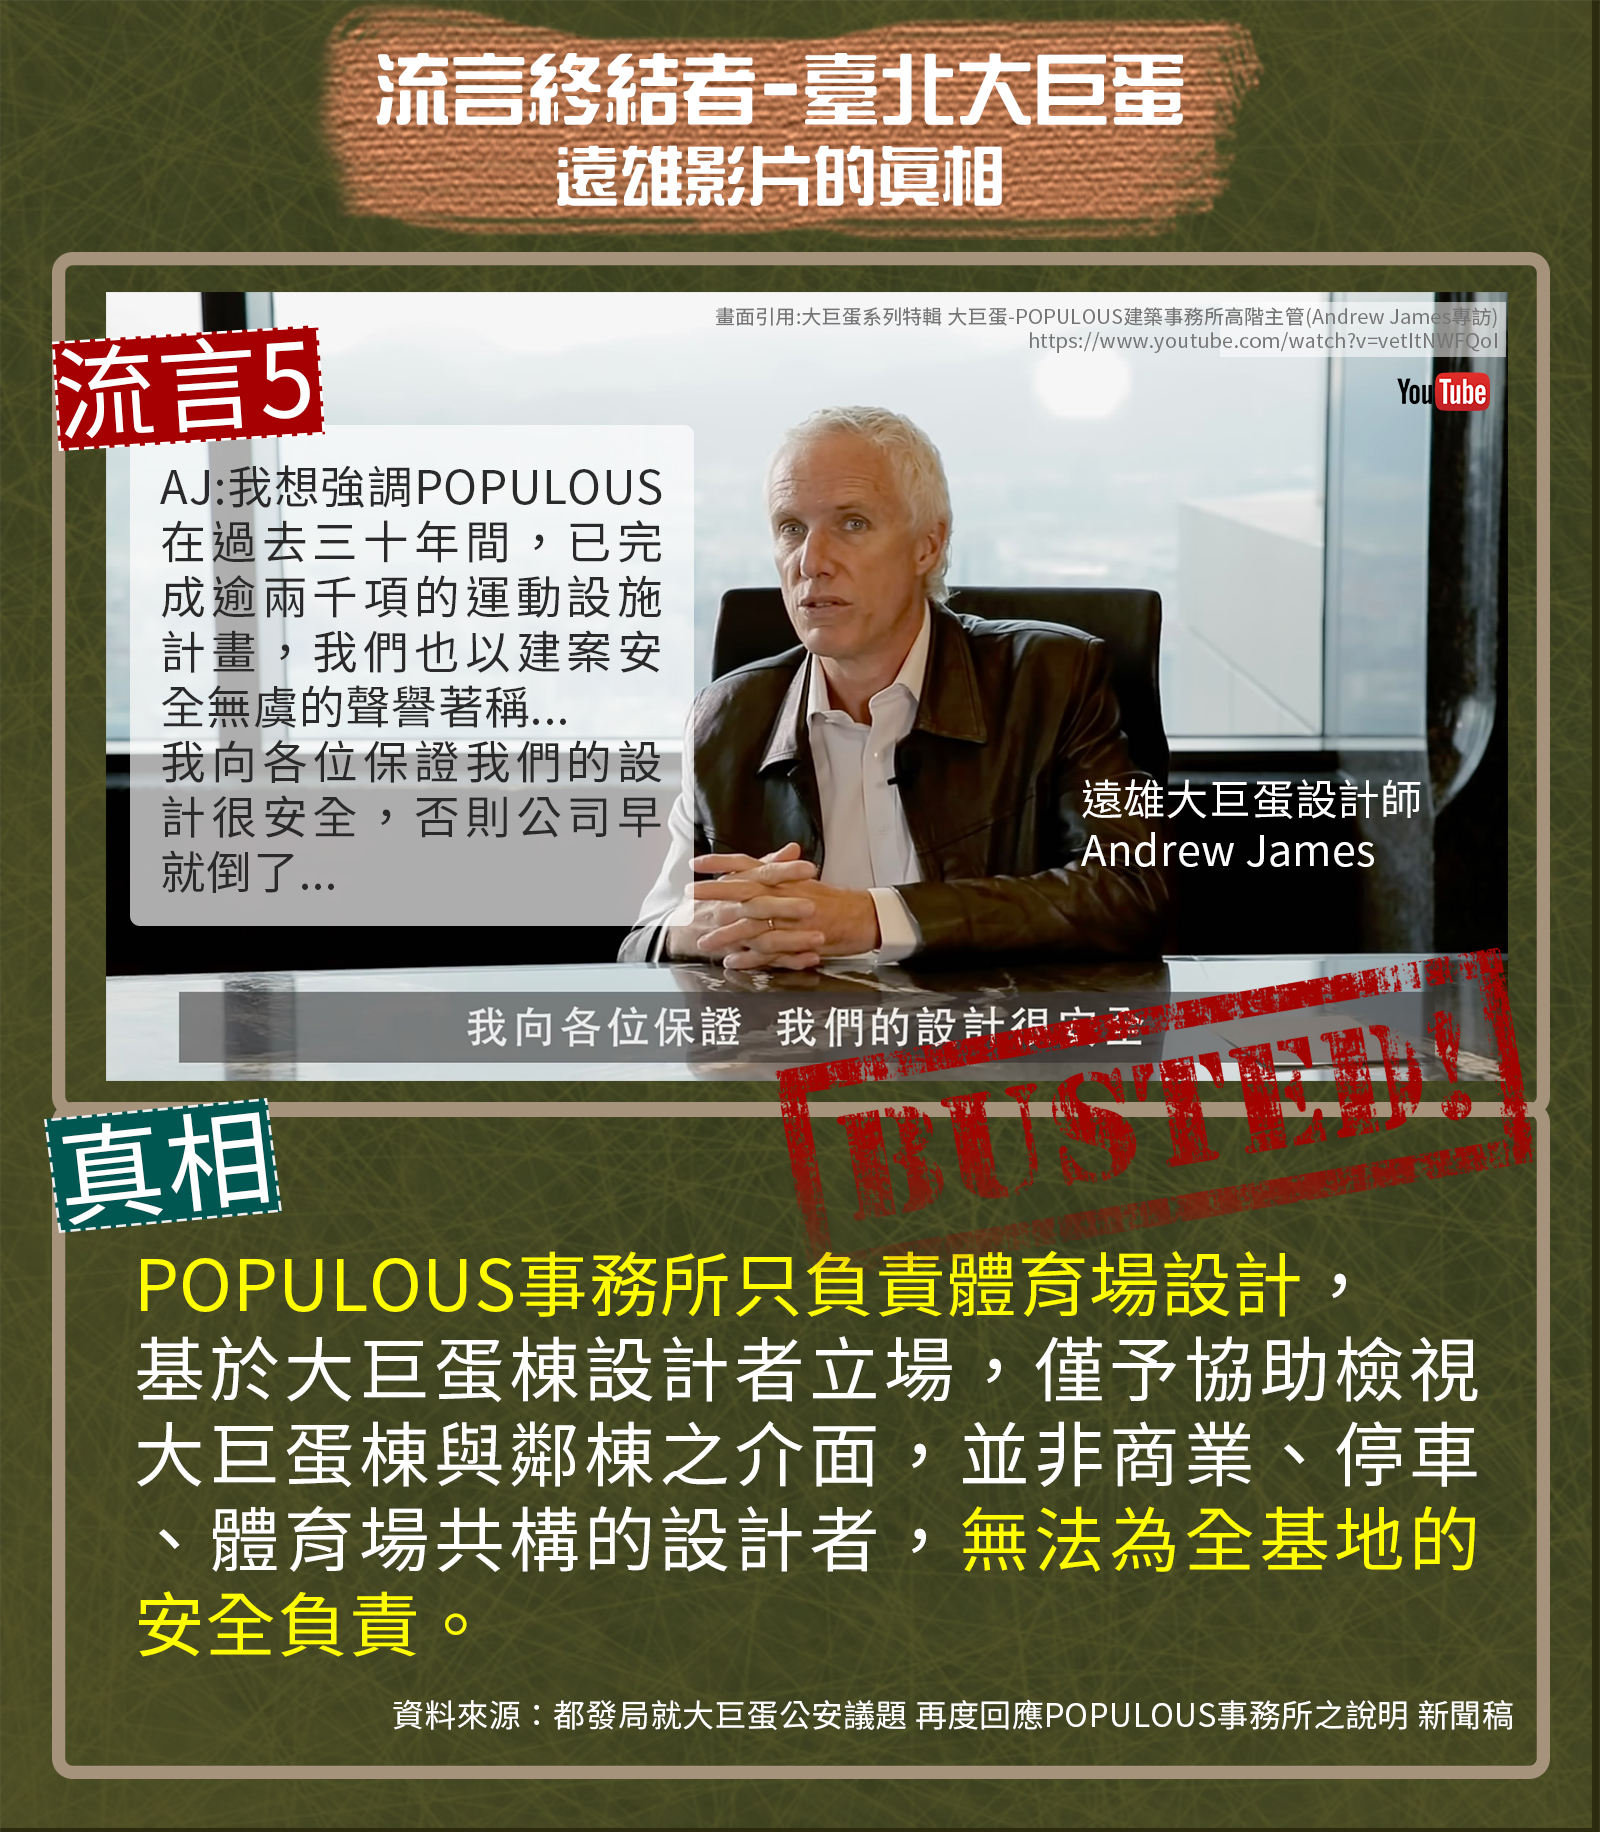 流言終結者-臺北大巨蛋
遠雄影片的真相
畫面引用:大巨蛋系列特輯 大巨蛋-POPULOUS建築事務所高階主管(Andrew James專訪)
https://www.youtube.com/watch?v=vetItNWFQoI
YouTube
流言5
AJ:我想強調POPULOUS
在過去三十年間，已完
成逾兩千項的運動設施
計畫，我們也以建案安
全無虞的聲譽著稱...
我向各位保證我們的設
計很安全，否則公司早
就倒了...
遠雄大巨蛋設計師
Andrew James
我向各位保證 我們的設計很安全
BUSTED!
真相
POPULOUS事務所只負責體育場設計，
基於大巨蛋棟設計者立場，僅予協助檢視
大巨蛋棟與鄰棟之介面，並非商業、停車
、體育場共構的設計者，無法為全基地的
安全負責。
資料來源：都發局就大巨蛋公安議題 再度回應POPULOUS事務所之說明 新聞稿